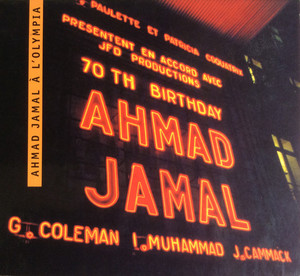 AHMAD JAMAL À L'OLYMPIA
PAULETTE ET PATRICIA COQUATRIX
PRESENTENT EN ACCORD AVEC
JFD PRODUCTIONS
70 TH BIRTHDAY
AHMAD
JAMAL
G. COLEMAN I. MUHAMMAD J. CAMMACK